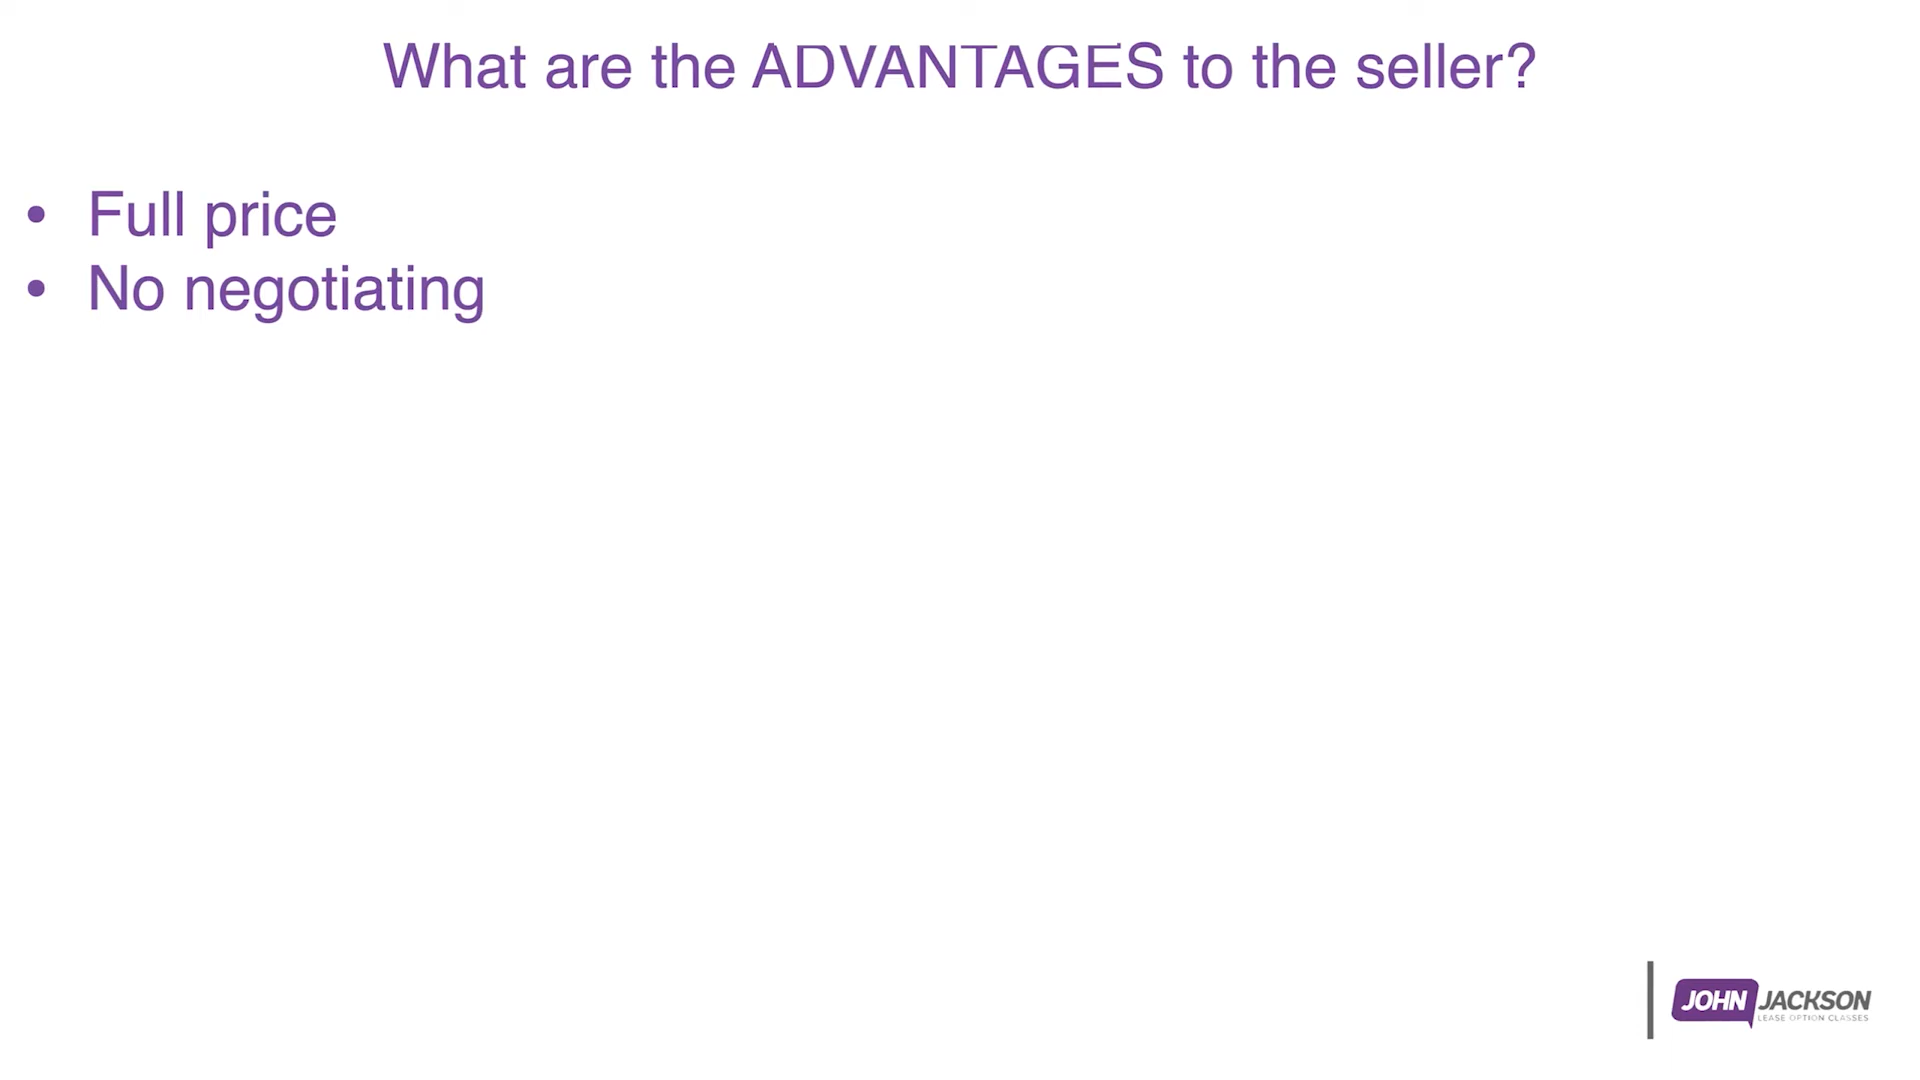 What are the ADVANTAGES to the seller?
• Full price
• No negotiating
JOHN JACKSON
LEASE OPTION CLASSES